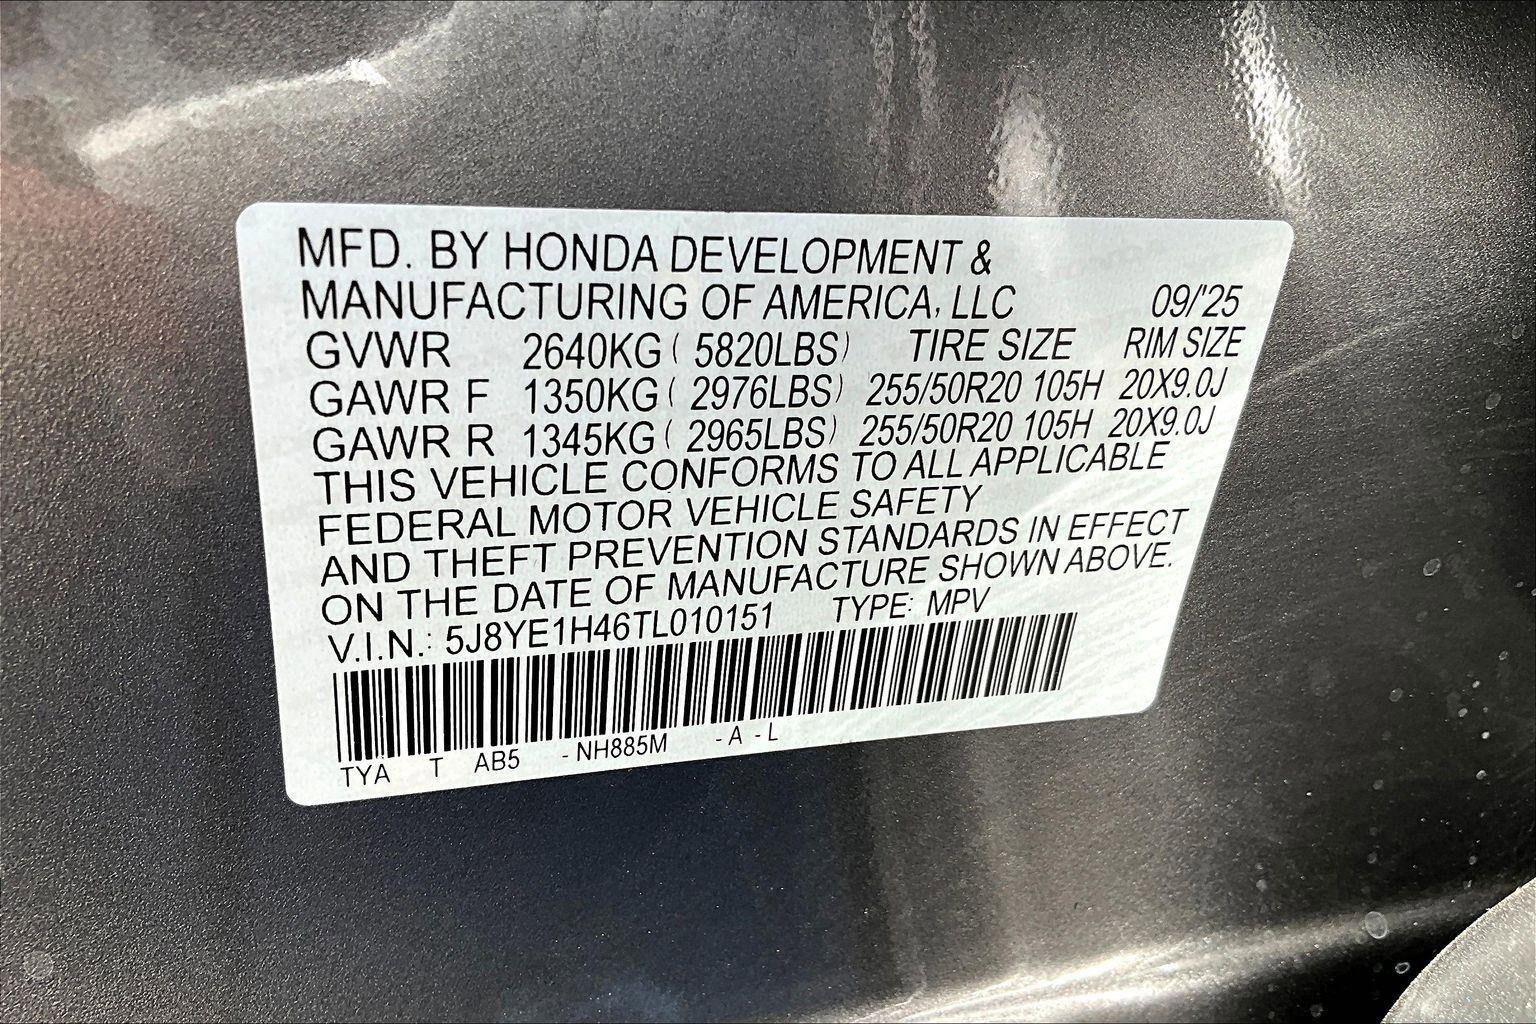 MFD. BY HONDA DEVELOPMENT &
MANUFACTURING OF AMERICA, LLC 09/'25
GVWR 2640KG ( 5820LBS) TIRE SIZE RIM SIZE
GAWR F 1350KG ( 2976LBS) 255/50R20 105H 20X9.0J
GAWR R 1345KG ( 2965LBS) 255/50R20 105H 20X9.0J
THIS VEHICLE CONFORMS TO ALL APPLICABLE
FEDERAL MOTOR VEHICLE SAFETY
AND THEFT PREVENTION STANDARDS IN EFFECT
ON THE DATE OF MANUFACTURE SHOWN ABOVE.
V.I.N.: 5J8YE1H46TL010151 TYPE: MPV
TYA T AB5 -NH885M -A -L